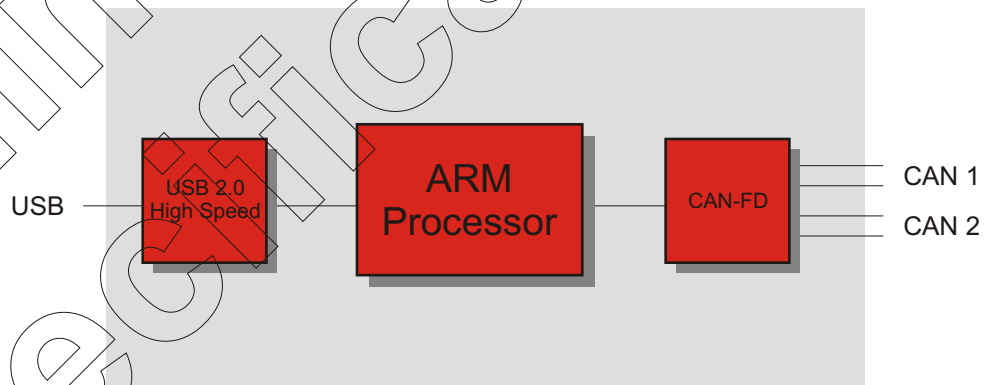 USB
USB 2.0
High Speed
ARM
Processor
CAN-FD
CAN 1
CAN 2